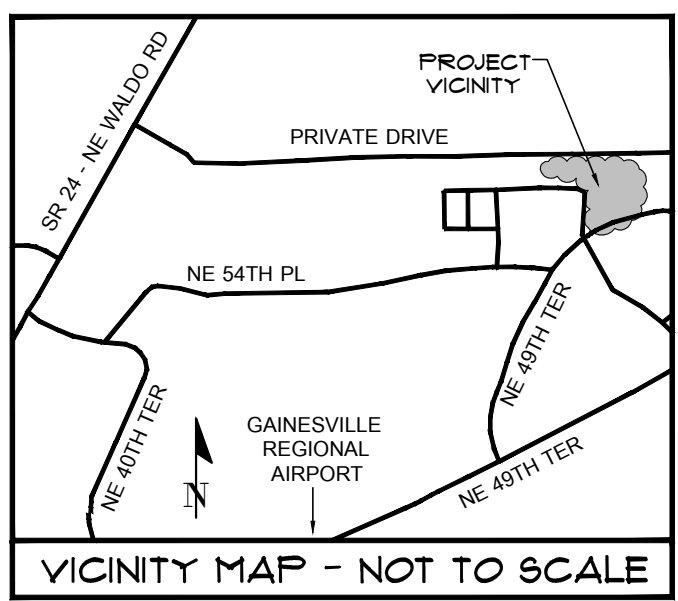 PROJECT
VICINITY
SR 24 - NE WALDO RD
PRIVATE DRIVE
NE 54TH PL
NE 49TH TER
NE 40TH TER
GAINESVILLE
REGIONAL
AIRPORT
N
NE 49TH TER
VICINITY MAP - NOT TO SCALE